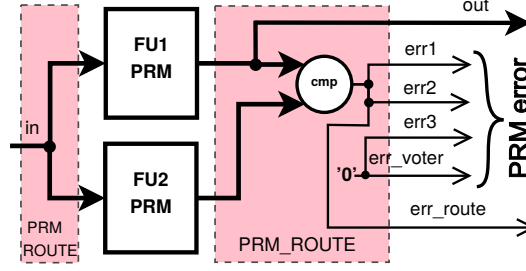 out
FU1
PRM
cmp
err1
err2
err3
'0'
err_voter
err_route
PRM error
in
FU2
PRM
PRM
ROUTE
PRM_ROUTE